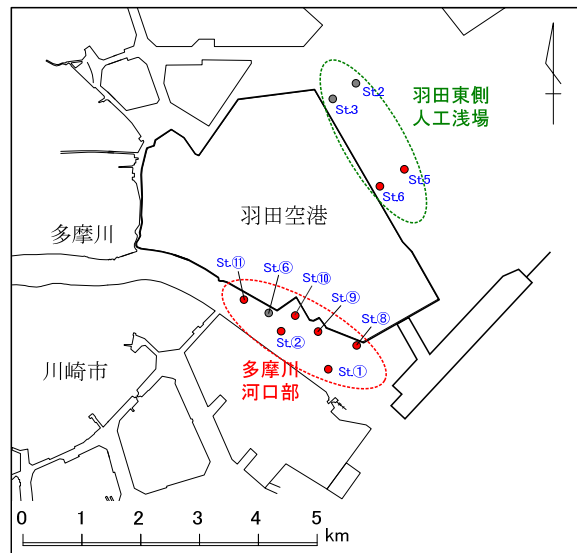 St.2
St.3
羽田東側
人工浅場
St.5
St.6
羽田空港
多摩川
St.⑪
St.⑥
St.⑩
St.⑨
St.②
St.⑧
St.①
川崎市
多摩川
河口部
0 1 2 3 4 5
km